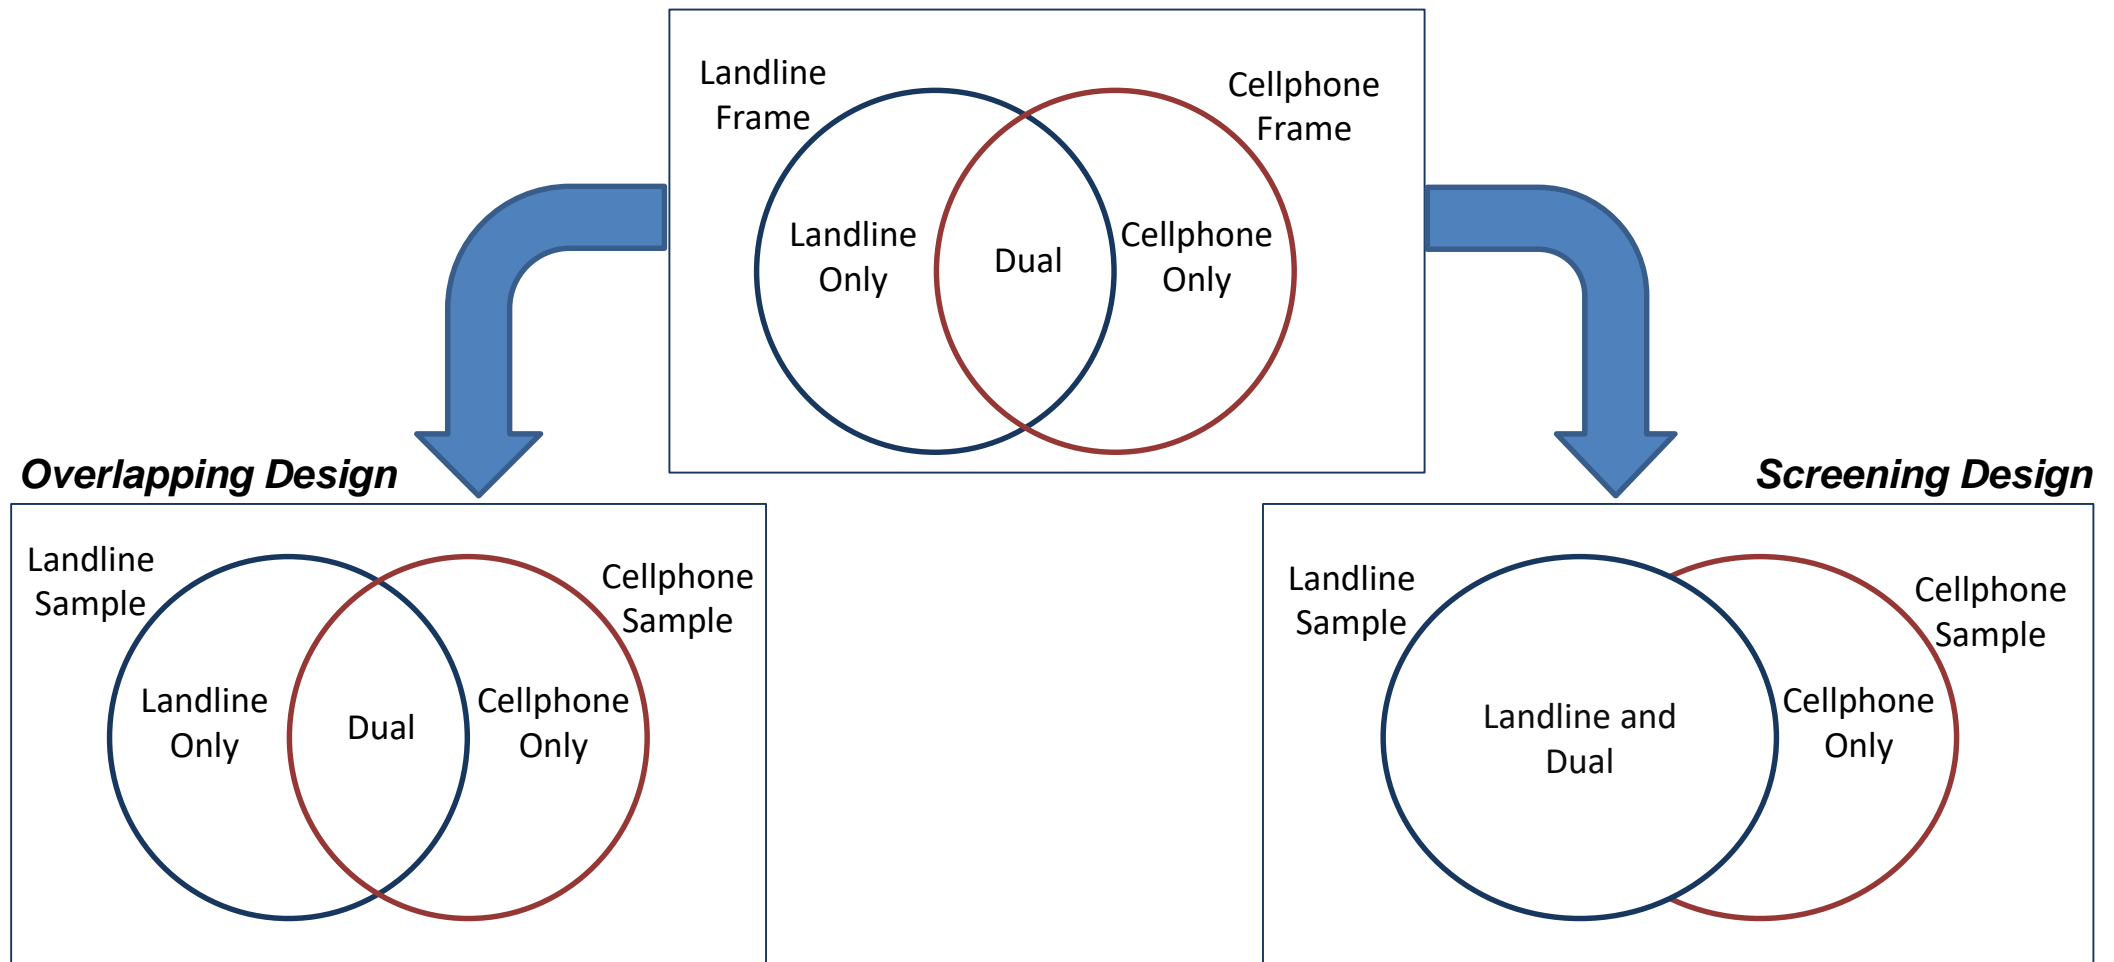 Landline
Frame
Cellphone
Frame
Landline
Only
Dual
Cellphone
Only
Overlapping Design
Landline
Sample
Cellphone
Sample
Landline
Only
Dual
Cellphone
Only
Screening Design
Landline
Sample
Cellphone
Sample
Landline and
Dual
Cellphone
Only